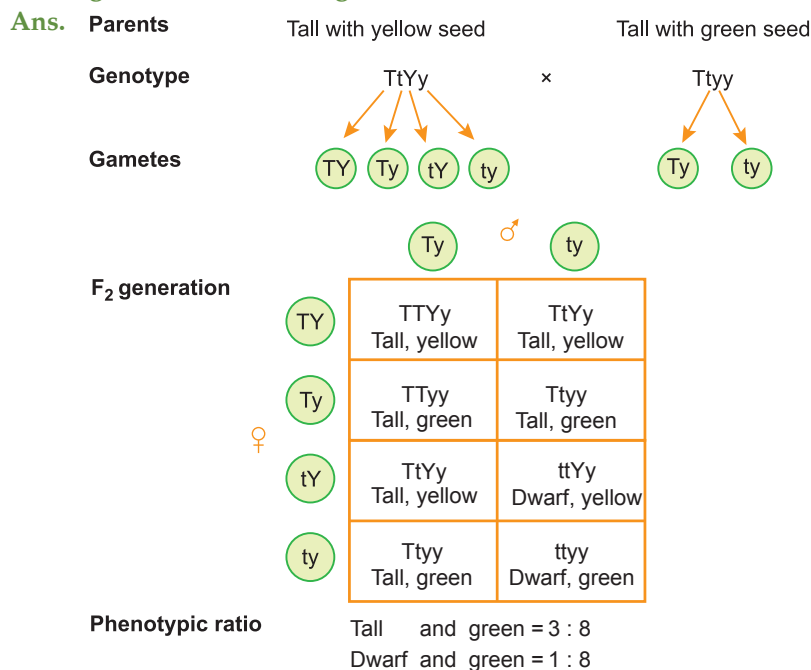 Ans. Parents Tall with yellow seed Tall with green seed
Genotype TtYy × Ttyy
Gametes TY Ty tY ty Ty ty
♂
Ty ty
F₂ generation
TY TTYy TtYy
Tall, yellow Tall, yellow
Ty TTyy Ttyy
Tall, green Tall, green
♀
tY TtYy ttYy
Tall, yellow Dwarf, yellow
ty Ttyy ttyy
Tall, green Dwarf, green
Phenotypic ratio Tall and green = 3 : 8
Dwarf and green = 1 : 8